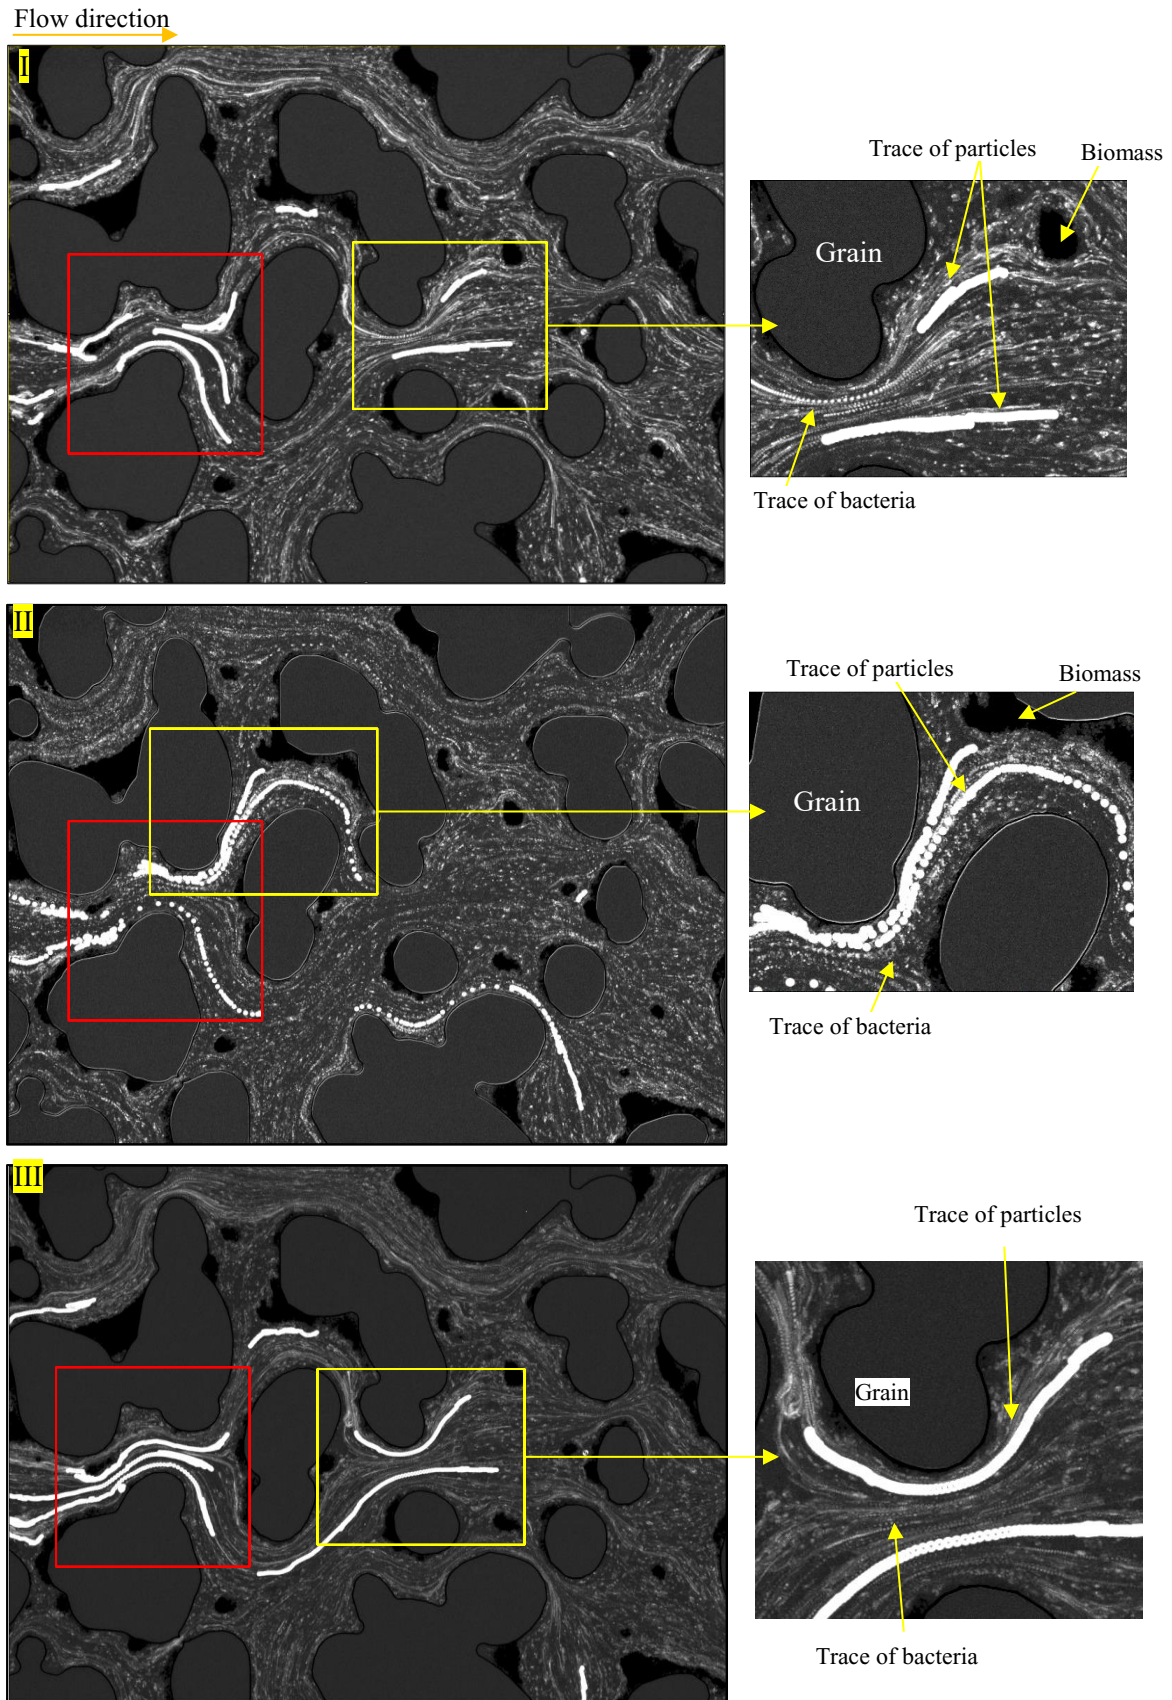 Flow direction
I
Trace of particles
Biomass
Grain
Trace of bacteria
II
Trace of particles
Biomass
Grain
Trace of bacteria
III
Trace of particles
Grain
Trace of bacteria